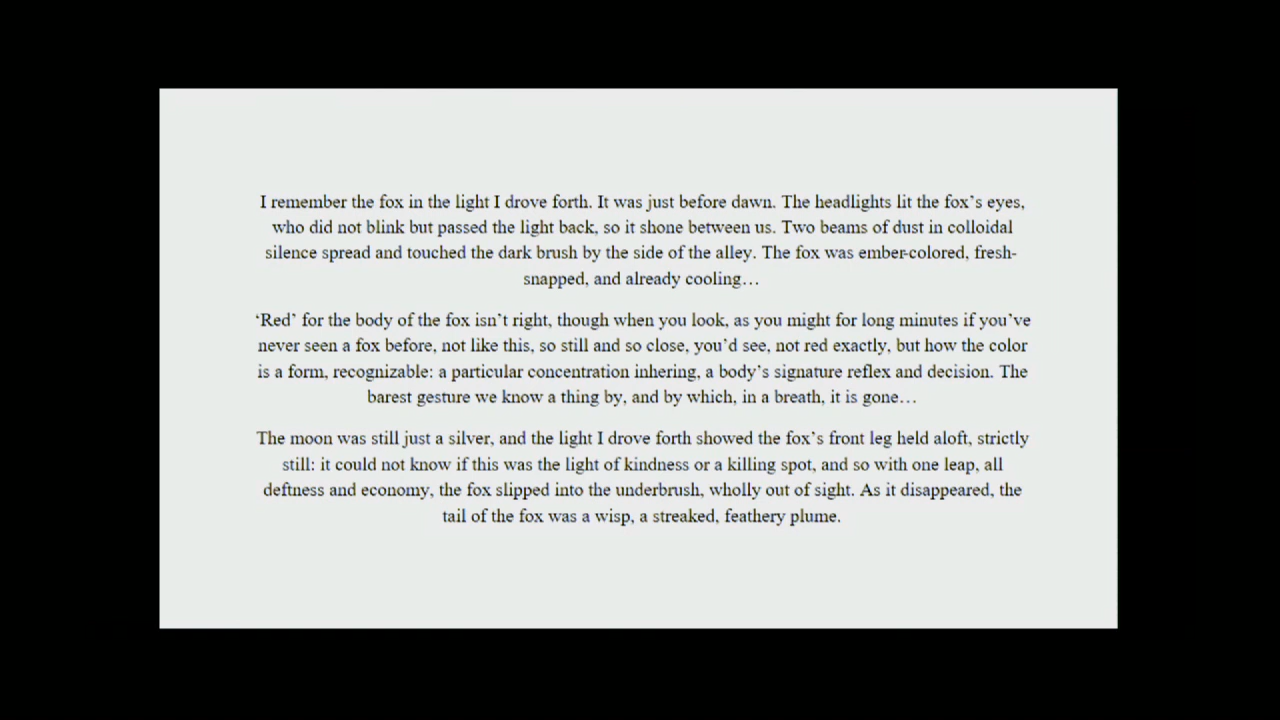 I remember the fox in the light I drove forth. It was just before dawn. The headlights lit the fox’s eyes,
who did not blink but passed the light back, so it shone between us. Two beams of dust in colloidal
silence spread and touched the dark brush by the side of the alley. The fox was ember-colored, fresh-
snapped, and already cooling…
‘Red’ for the body of the fox isn’t right, though when you look, as you might for long minutes if you’ve
never seen a fox before, not like this, so still and so close, you’d see, not red exactly, but how the color
is a form, recognizable: a particular concentration inhering, a body’s signature reflex and decision. The
barest gesture we know a thing by, and by which, in a breath, it is gone…
The moon was still just a silver, and the light I drove forth showed the fox’s front leg held aloft, strictly
still: it could not know if this was the light of kindness or a killing spot, and so with one leap, all
deftness and economy, the fox slipped into the underbrush, wholly out of sight. As it disappeared, the
tail of the fox was a wisp, a streaked, feathery plume.